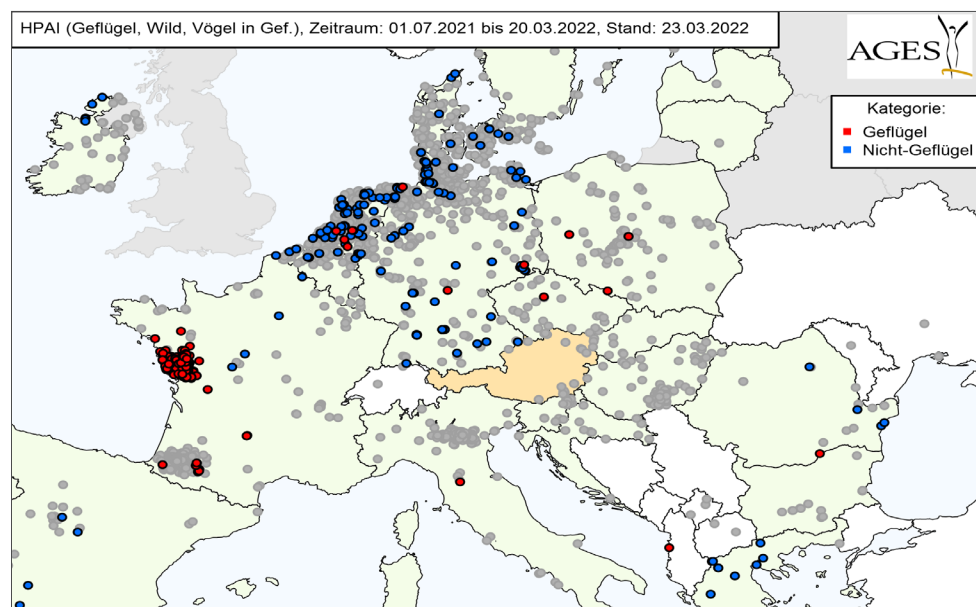 HPAI (Geflügel, Wild, Vögel in Gef.), Zeitraum: 01.07.2021 bis 20.03.2022, Stand: 23.03.2022
AGES
Kategorie:
Geflügel
Nicht-Geflügel